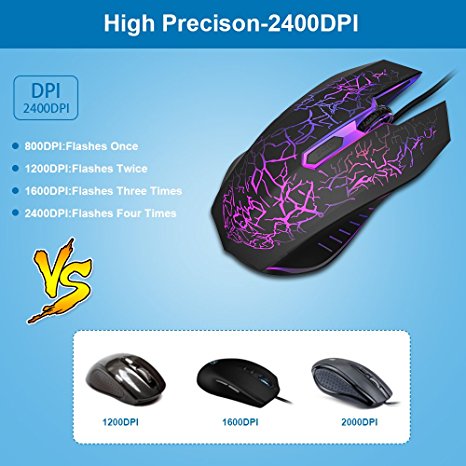 High Precison-2400DPI
DPI
2400DPI
800DPI:Flashes Once
1200DPI:Flashes Twice
1600DPI:Flashes Three Times
2400DPI:Flashes Four Times
VS
1200DPI
1600DPI
2000DPI